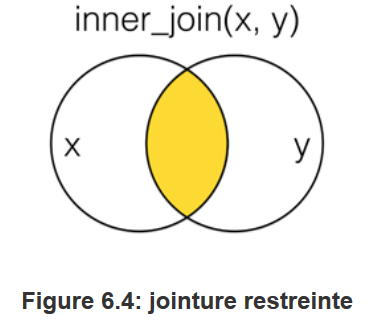 inner_join(x, y)
x y
Figure 6.4: jointure restreinte